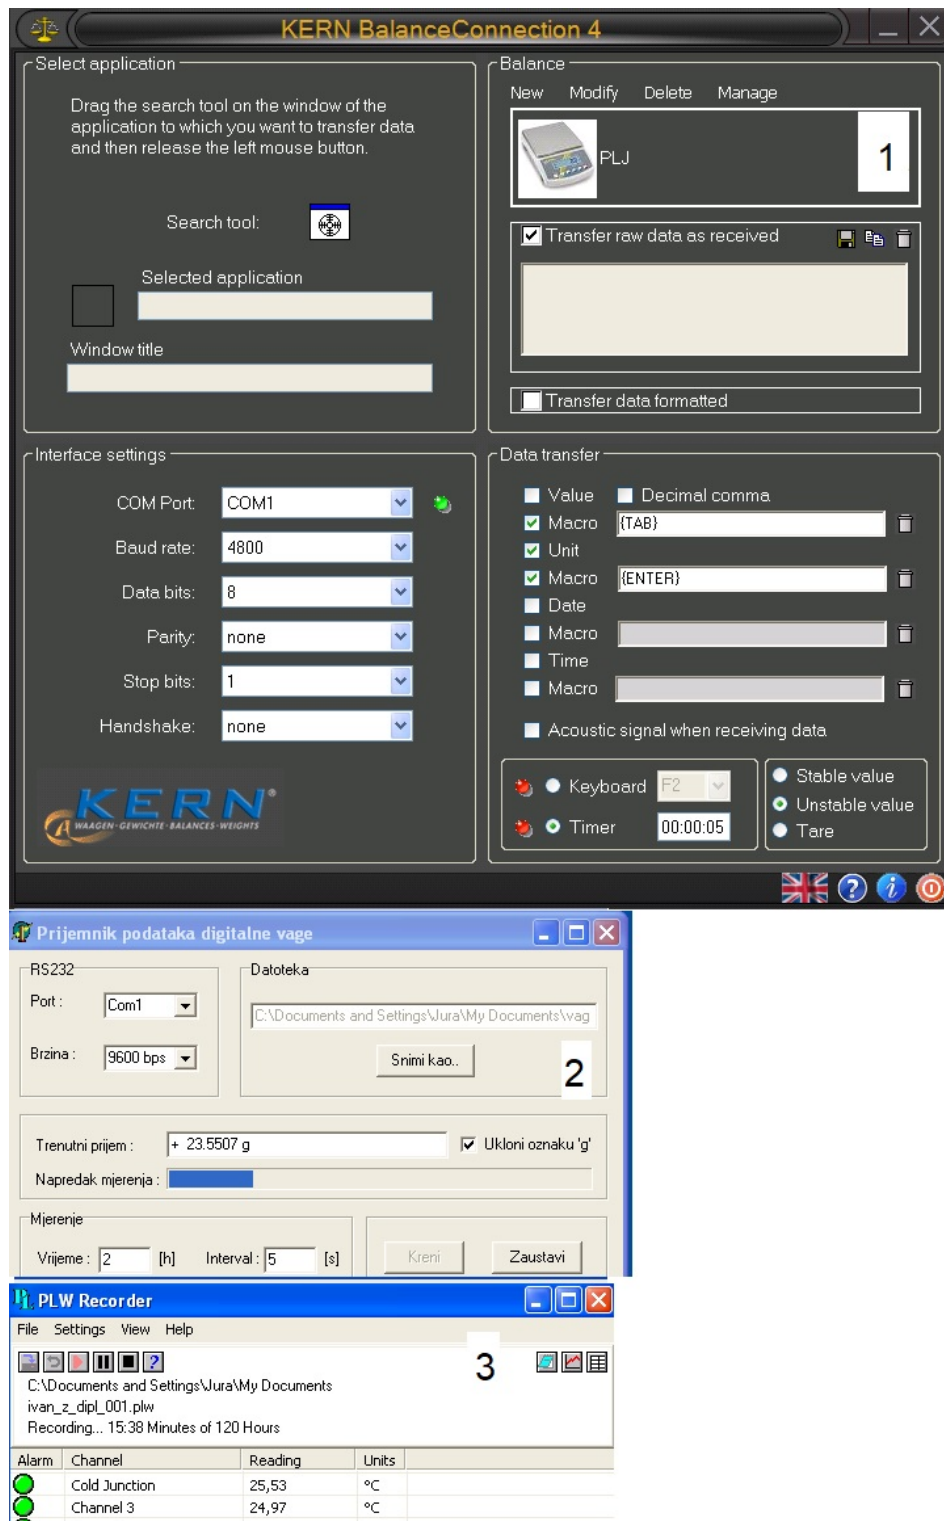 KERN BalanceConnection 4
Select application
Drag the search tool on the window of the
application to which you want to transfer data
and then release the left mouse button.
Search tool:
Selected application
Window title
Balance
New Modify Delete Manage
PLJ
1
Transfer raw data as received
Transfer data formatted
Interface settings
COM Port: COM1
Baud rate: 4800
Data bits: 8
Parity: none
Stop bits: 1
Handshake: none
KERN
WAAGEN·GEWICHTE·BALANCES·WEIGHTS
Data transfer
Value Decimal comma
Macro {TAB}
Unit
Macro {ENTER}
Date
Macro
Time
Macro
Acoustic signal when receiving data
Keyboard F2
Timer 00:00:05
Stable value
Unstable value
Tare
Prijemnik podataka digitalne vage
RS232
Port : Com1
Brzina : 9600 bps
Datoteka
C:\Documents and Settings\Jura\My Documents\vag
Snimi kao..
2
Trenutni prijem : + 23.5507 g Ukloni oznaku 'g'
Napredak mjerenja :
Mjerenje
Vrijeme : 2 [h] Interval : 5 [s]
Kreni Zaustavi
PLW Recorder
File Settings View Help
3
C:\Documents and Settings\Jura\My Documents
ivan_z_dipl_001.plw
Recording... 15:38 Minutes of 120 Hours
Alarm Channel Reading Units
Cold Junction 25,53 °C
Channel 3 24,97 °C